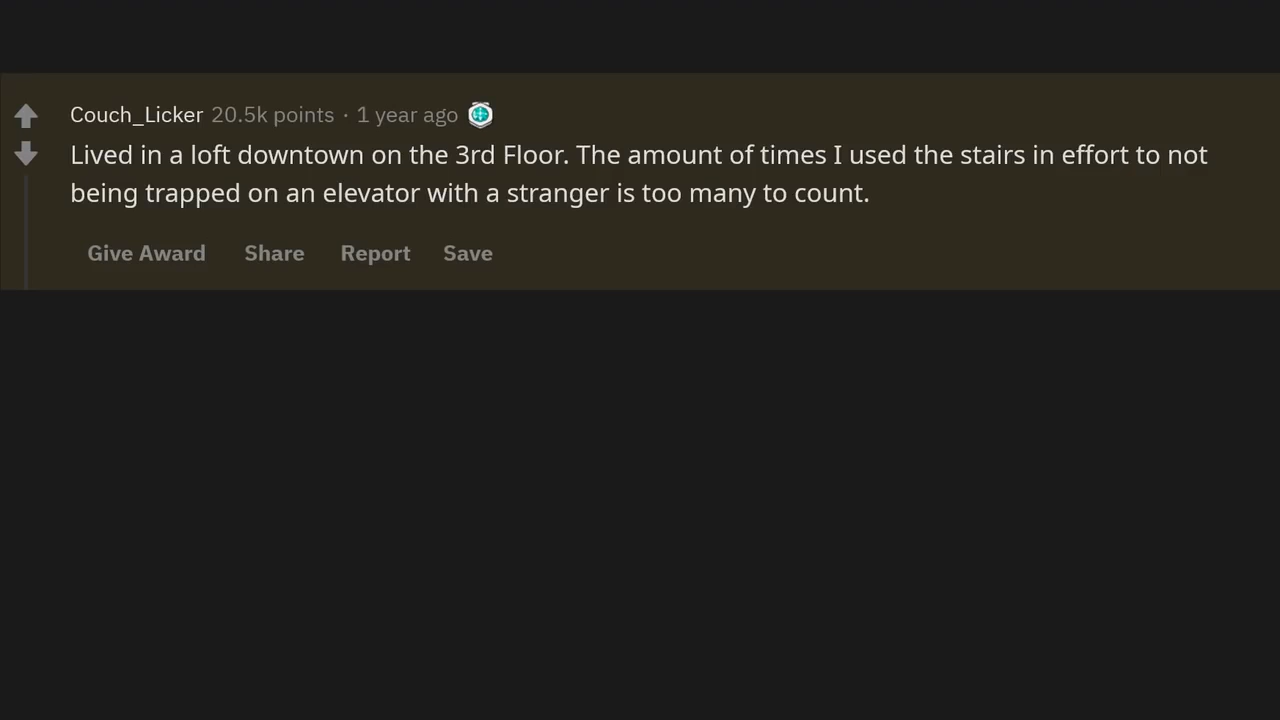 Couch_Licker 20.5k points · 1 year ago
Lived in a loft downtown on the 3rd Floor. The amount of times I used the stairs in effort to not
being trapped on an elevator with a stranger is too many to count.
Give Award Share Report Save